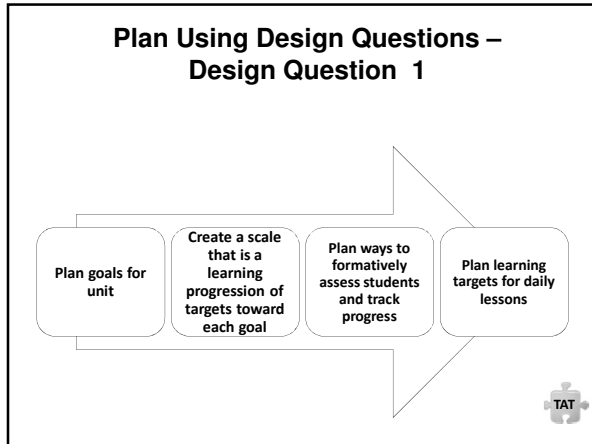 Plan Using Design Questions –
Design Question 1
Plan goals for
unit
Create a scale
that is a
learning
progression of
targets toward
each goal
Plan ways to
formatively
assess students
and track
progress
Plan learning
targets for daily
lessons
TAT